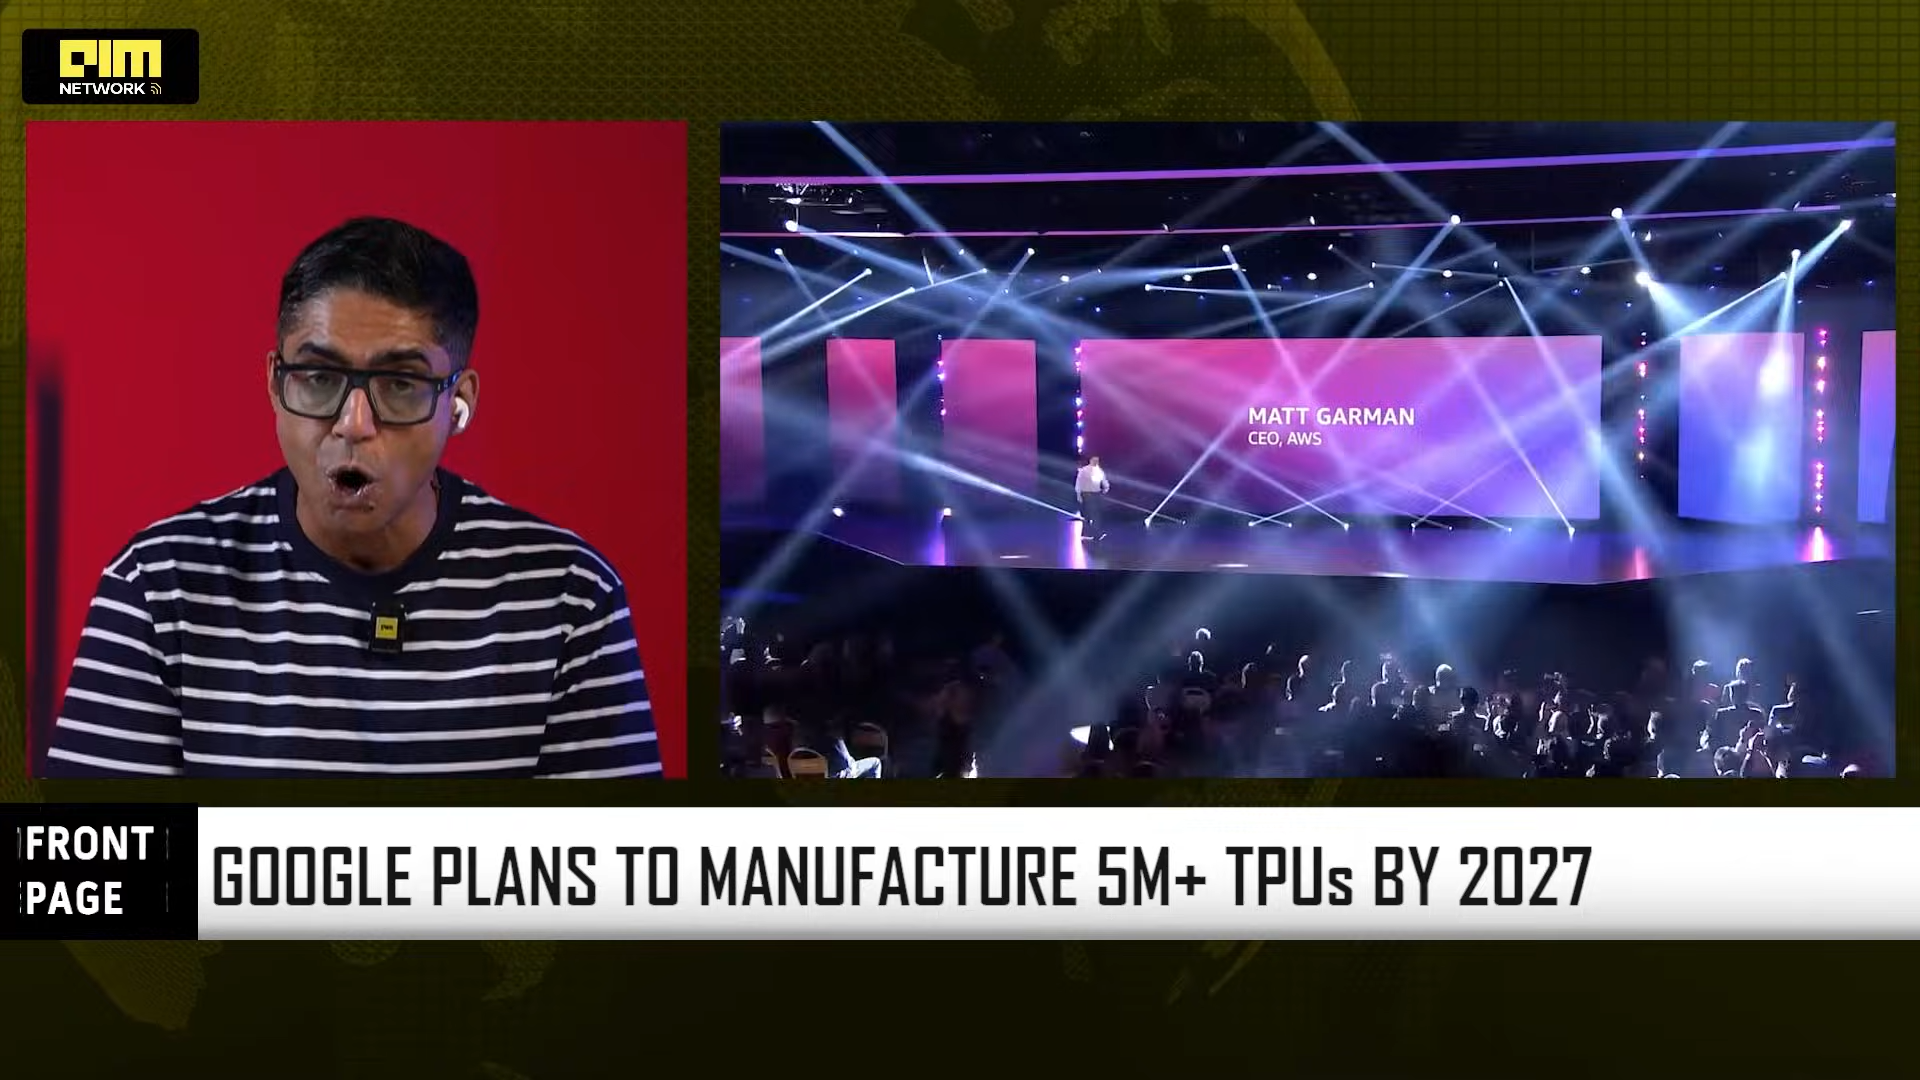 AIM
NETWORK
MATT GARMAN
CEO, AWS
FRONT
PAGE
GOOGLE PLANS TO MANUFACTURE 5M+ TPUs BY 2027